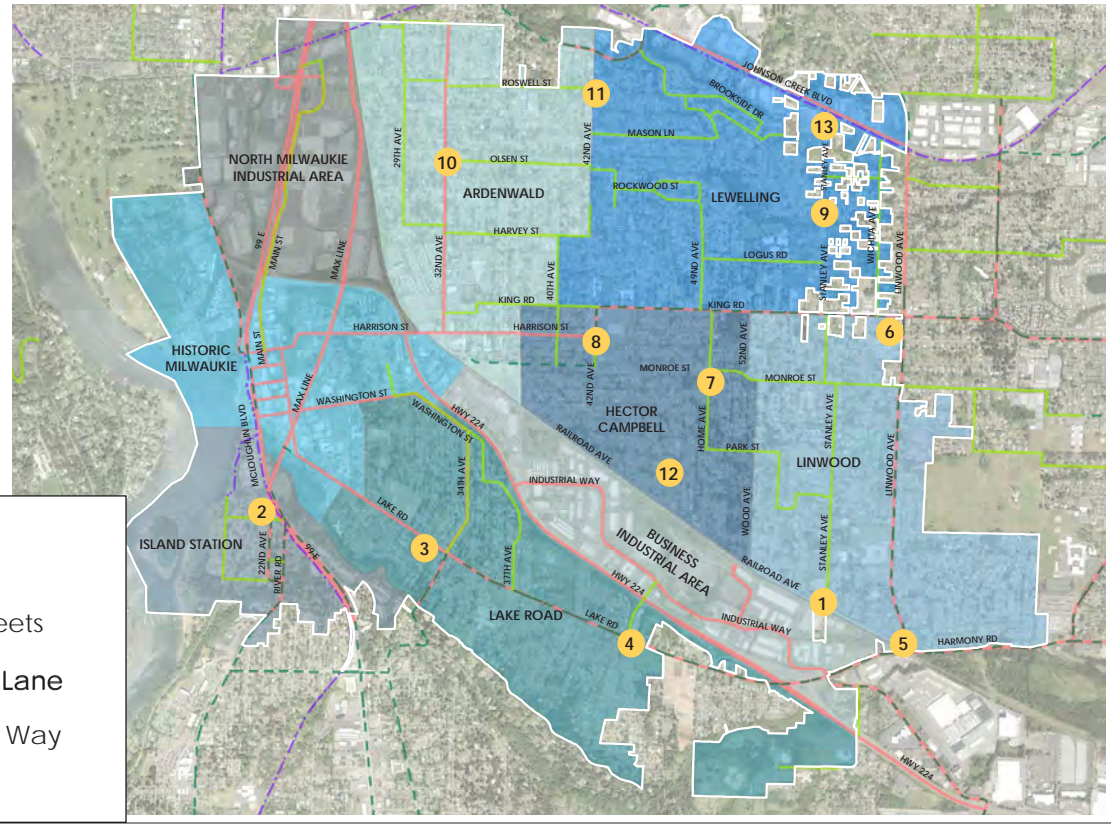 JOHNSON CREEK BLVD
ROSWELL ST
BROOKSIDE DR
11
13
29TH AVE
42ND AVE
MASON LN
NORTH MILWAUKIE
INDUSTRIAL AREA
10
OLSEN ST
STANLEY AVE
ARDENWALD
ROCKWOOD ST
LEWELLING
9
WICHITA AVE
LINWOOD AVE
99 E
MAIN ST
MAX LINE
32ND AVE
HARVEY ST
40TH AVE
49ND AVE
LOGUS RD
STANLEY AVE
KING RD
KING RD
HARRISON ST
HARRISON ST
8
6
MAIN ST
HISTORIC
MILWAUKIE
52ND AVE
MONROE ST
7
MONROE ST
MAX LINE
WASHINGTON ST
42ND AVE
HWY 224
WASHINGTON ST
HECTOR
CAMPBELL
HOME AVE
STANLEY AVE
MCLOUGHLIN BLVD
RAILROAD AVE
PARK ST
LINWOOD
LINWOOD AVE
34TH AVE
12
INDUSTRIAL WAY
WOOD AVE
2
LAKE RD
BUSINESS
INDUSTRIAL AREA
ISLAND STATION
22ND AVE
RIVER RD
99-E
3
37TH AVE
HWY 224
RAILROAD AVE
STANLEY AVE
1
LAKE ROAD
LAKE RD
INDUSTRIAL WAY
4
5
HARMONY RD
HWY 224
eets
Lane
Way